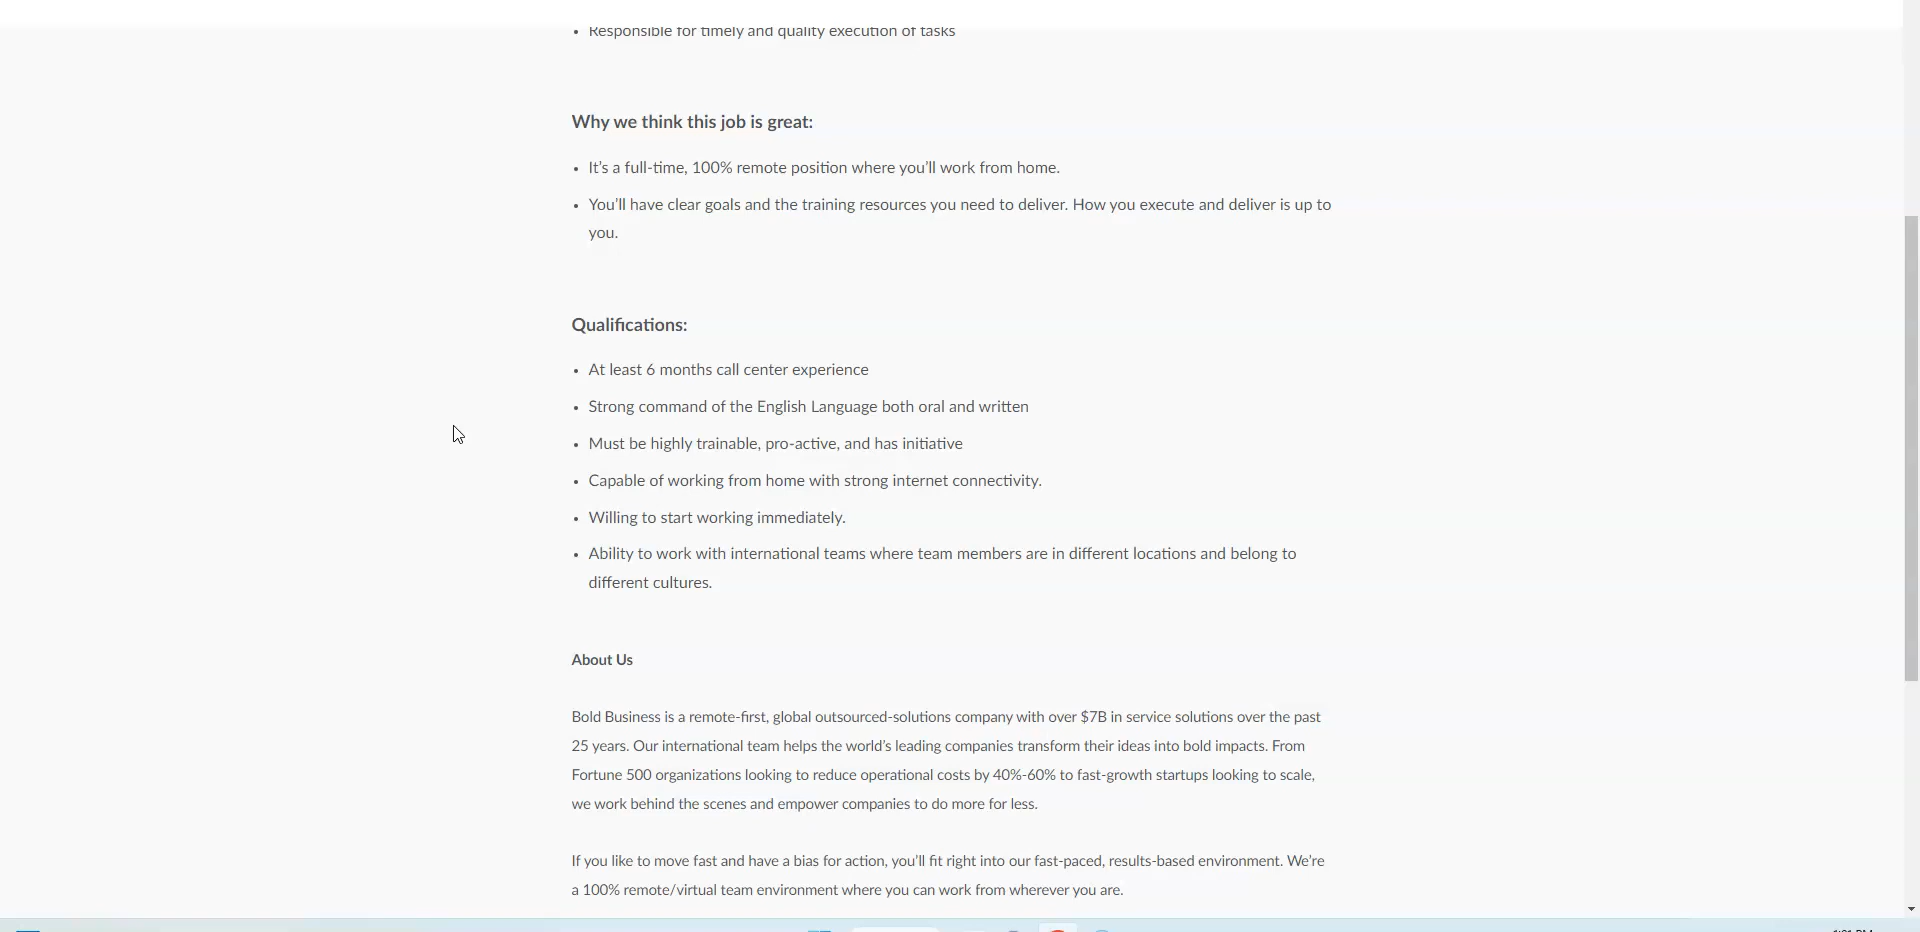 • Responsible for timely and quality execution of tasks
Why we think this job is great:
• It's a full-time, 100% remote position where you'll work from home.
• You'll have clear goals and the training resources you need to deliver. How you execute and deliver is up to
you.
Qualifications:
• At least 6 months call center experience
• Strong command of the English Language both oral and written
• Must be highly trainable, pro-active, and has initiative
• Capable of working from home with strong internet connectivity.
• Willing to start working immediately.
• Ability to work with international teams where team members are in different locations and belong to
different cultures.
About Us
Bold Business is a remote-first, global outsourced-solutions company with over $7B in service solutions over the past
25 years. Our international team helps the world's leading companies transform their ideas into bold impacts. From
Fortune 500 organizations looking to reduce operational costs by 40%-60% to fast-growth startups looking to scale,
we work behind the scenes and empower companies to do more for less.
If you like to move fast and have a bias for action, you'll fit right into our fast-paced, results-based environment. We're
a 100% remote/virtual team environment where you can work from wherever you are.